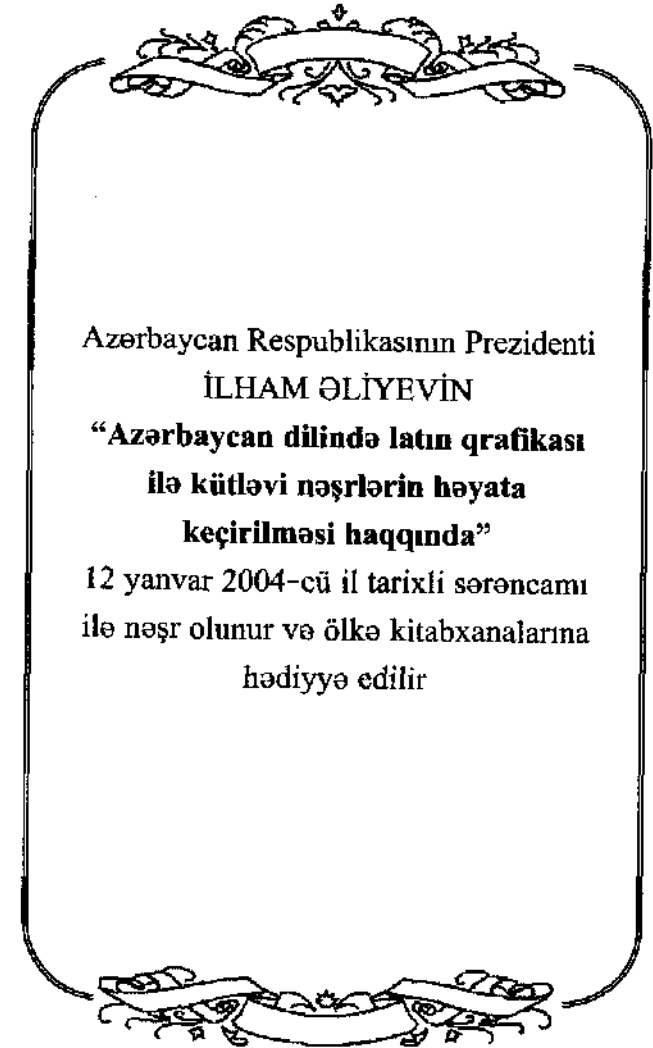 Azərbaycan Respublikasının Prezidenti
İLHAM ƏLİYEVİN
“Azərbaycan dilində latın qrafikası
ilə kütləvi nəşrlərin həyata
keçirilməsi haqqında”
12 yanvar 2004-cü il tarixli sərəncamı
ilə nəşr olunur və ölkə kitabxanalarına
hədiyyə edilir